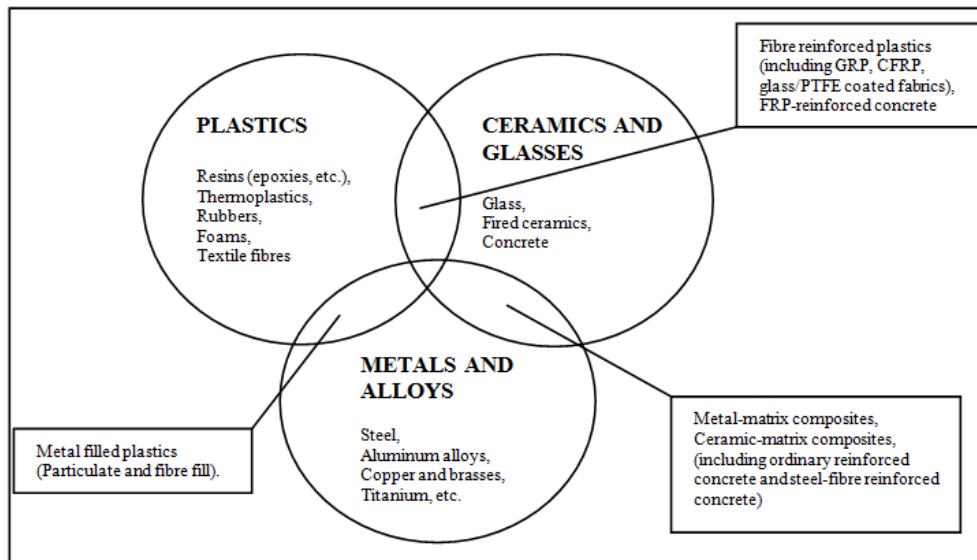 PLASTICS
Resins (epoxies, etc.),
Thermoplastics,
Rubbers,
Foams,
Textile fibres
CERAMICS AND
GLASSES
Glass,
Fired ceramics,
Concrete
Fibre reinforced plastics
(including GRP, CFRP,
glass/PTFE coated fabrics),
FRP-reinforced concrete
METALS AND
ALLOYS
Steel,
Aluminum alloys,
Copper and brasses,
Titanium, etc.
Metal filled plastics
(Particulate and fibre fill).
Metal-matrix composites,
Ceramic-matrix composites,
(including ordinary reinforced
concrete and steel-fibre reinforced
concrete)